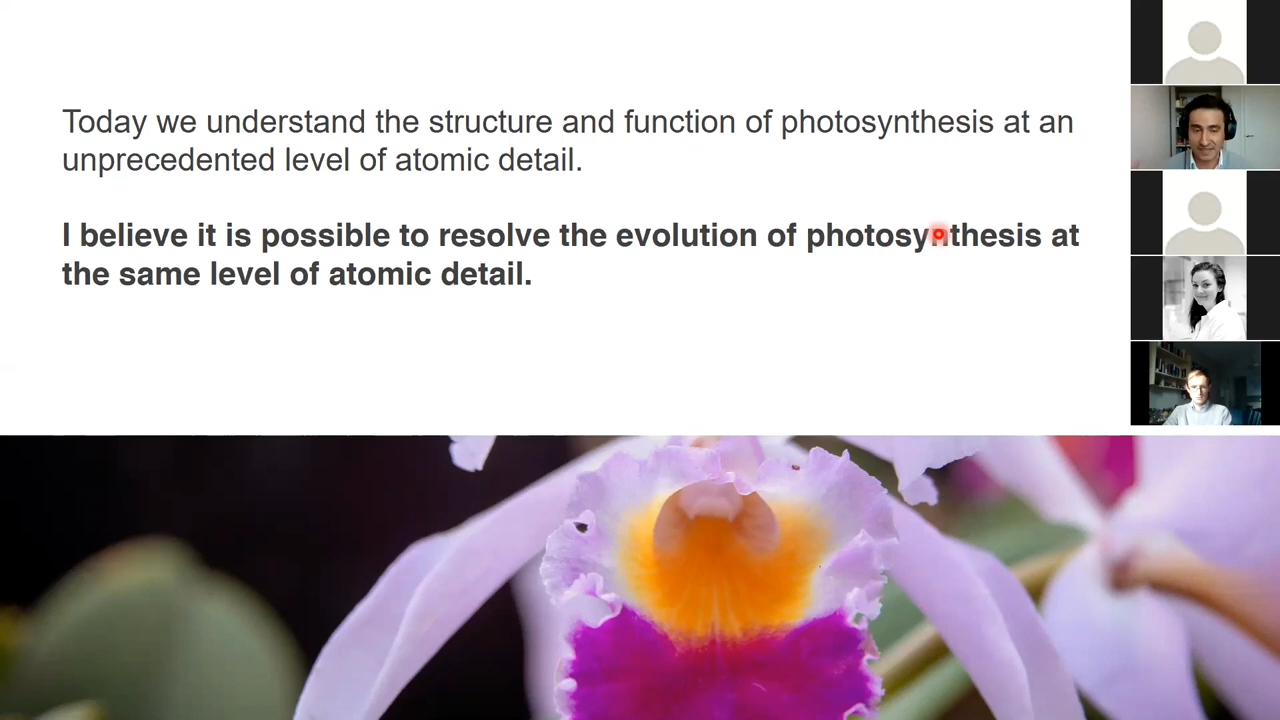 Today we understand the structure and function of photosynthesis at an
unprecedented level of atomic detail.
I believe it is possible to resolve the evolution of photosynthesis at
the same level of atomic detail.